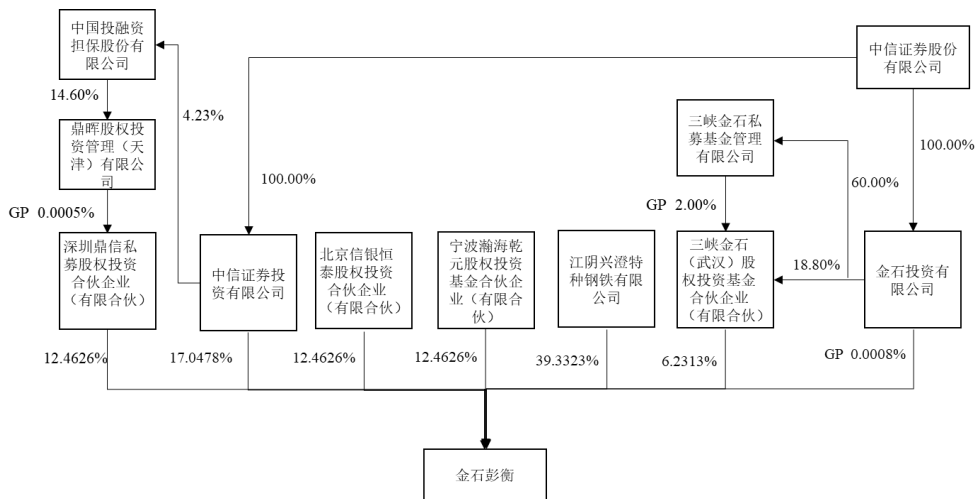 中国投融资
担保股份有
限公司
中信证券股份
有限公司
14.60%
4.23%
鼎晖股权投
资管理（天
津）有限公
司
三峡金石私
募基金管理
有限公司
100.00%
100.00%
60.00%
GP 0.0005%
GP 2.00%
深圳鼎信私
募股权投资
合伙企业
（有限合伙）
中信证券投
资有限公司
北京信银恒
泰股权投资
合伙企业
（有限合伙）
宁波瀚海乾
元股权投资
基金合伙企
业（有限合
伙）
江阴兴澄特
种钢铁有限
公司
三峡金石
（武汉）股
权投资基金
合伙企业
（有限合伙）
18.80%
金石投资有
限公司
12.4626%
17.0478%
12.4626%
12.4626%
39.3323%
6.2313%
GP 0.0008%
金石彭衡